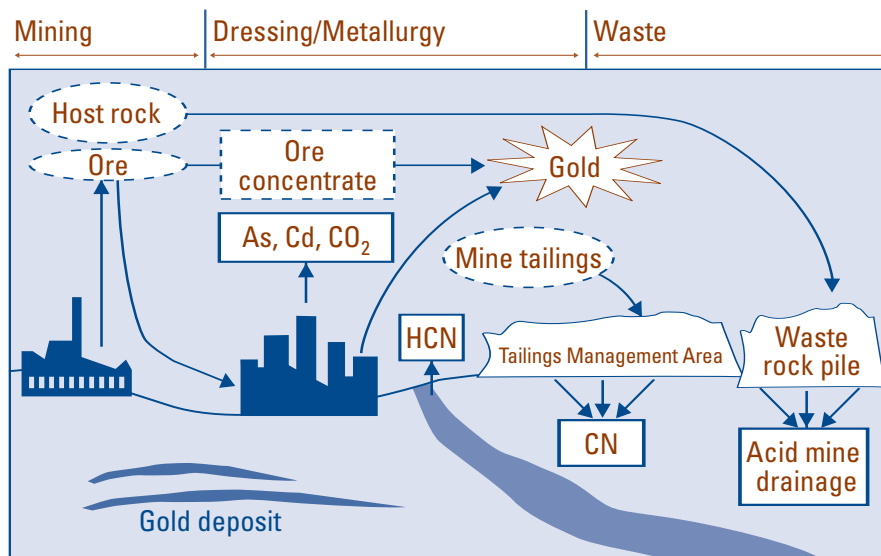 Mining
Dressing/Metallurgy
Waste
Host rock
Ore
Ore
concentrate
Gold
As, Cd, CO₂
Mine tailings
HCN
Tailings Management Area
Waste
rock pile
CN
Acid mine
drainage
Gold deposit